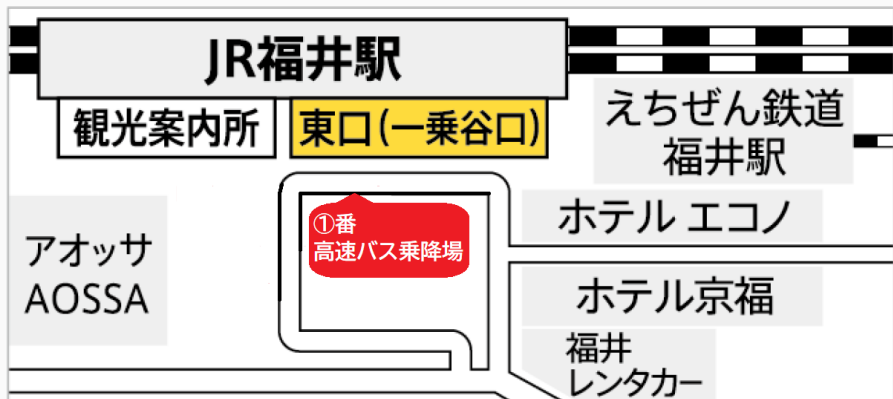 JR福井駅
観光案内所
東口(一乗谷口)
えちぜん鉄道
福井駅
①番
高速バス乗降場
ホテル エコノ
アオッサ
AOSSA
ホテル京福
福井
レンタカー